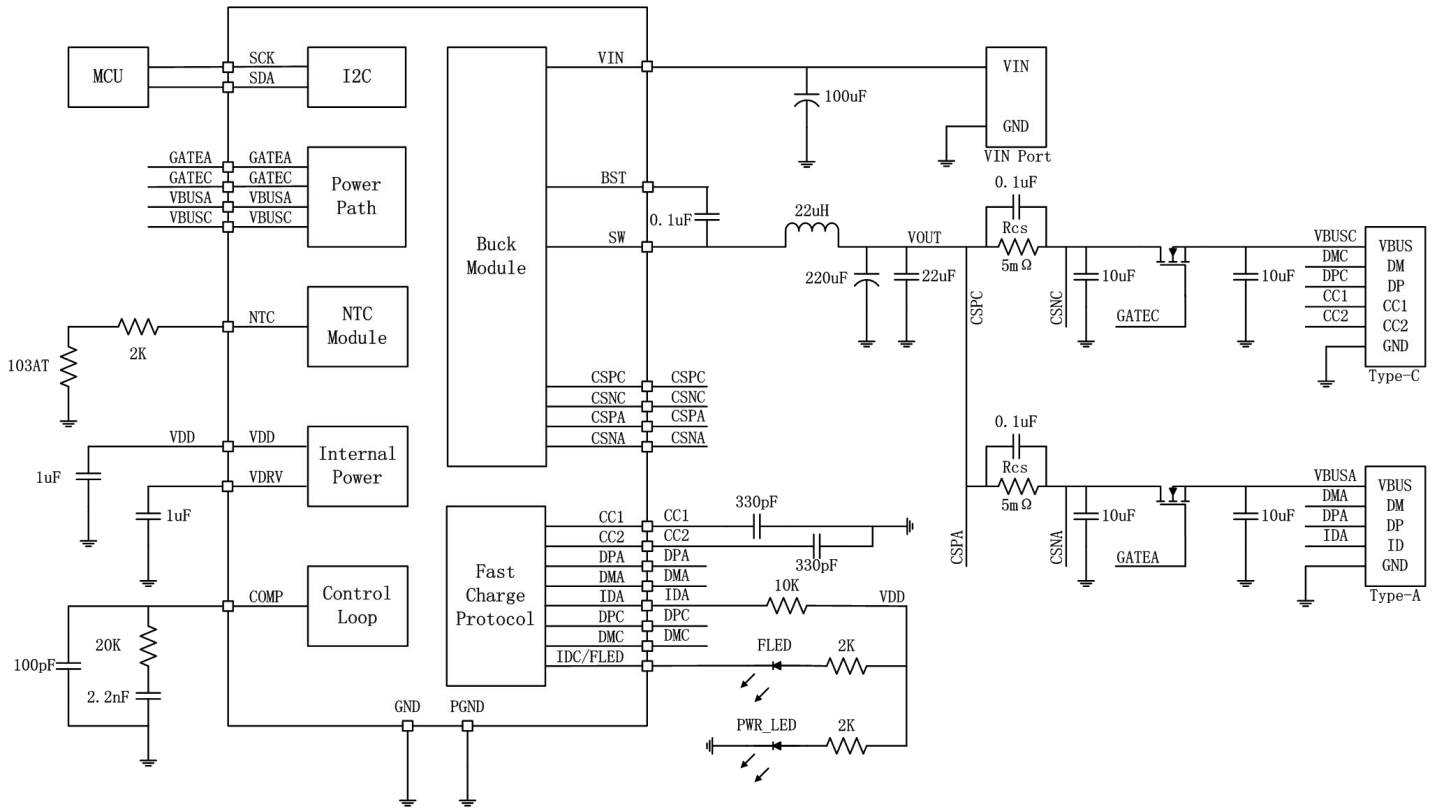 MCU
SCK
SDA
I2C
GATEA
GATEC
VBUSA
VBUSC
GATEA
GATEC
VBUSA
VBUSC
Power
Path
NTC
NTC
Module
2K
103AT
VDD
VDD
VDRV
Internal
Power
1uF
1uF
COMP
Control
Loop
20K
100pF
2.2nF
GND
PGND
Buck
Module
VIN
BST
SW
CSPC
CSNC
CSPA
CSNA
CSPC
CSNC
CSPA
CSNA
Fast
Charge
Protocol
CC1
CC2
DPA
DMA
IDA
DPC
DMC
IDC/FLED
CC1
CC2
DPA
DMA
IDA
DPC
DMC
330pF
330pF
10K
VDD
FLED
2K
PWR_LED
2K
100uF
VIN
GND
VIN Port
0.1uF
22uH
VOUT
220uF
22uF
0.1uF
Rcs
5mΩ
CSPC
CSNC
10uF
GATEC
10uF
VBUSC
DMC
DPC
CC1
CC2
VBUS
DM
DP
CC1
CC2
GND
Type-C
0.1uF
Rcs
5mΩ
CSPA
CSNA
10uF
GATEA
10uF
VBUSA
DMA
DPA
IDA
VBUS
DM
DP
ID
GND
Type-A